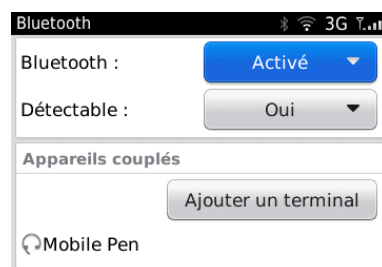 Bluetooth 3G
Bluetooth : Activé
Détectable : Oui
Appareils couplés
Ajouter un terminal
Mobile Pen